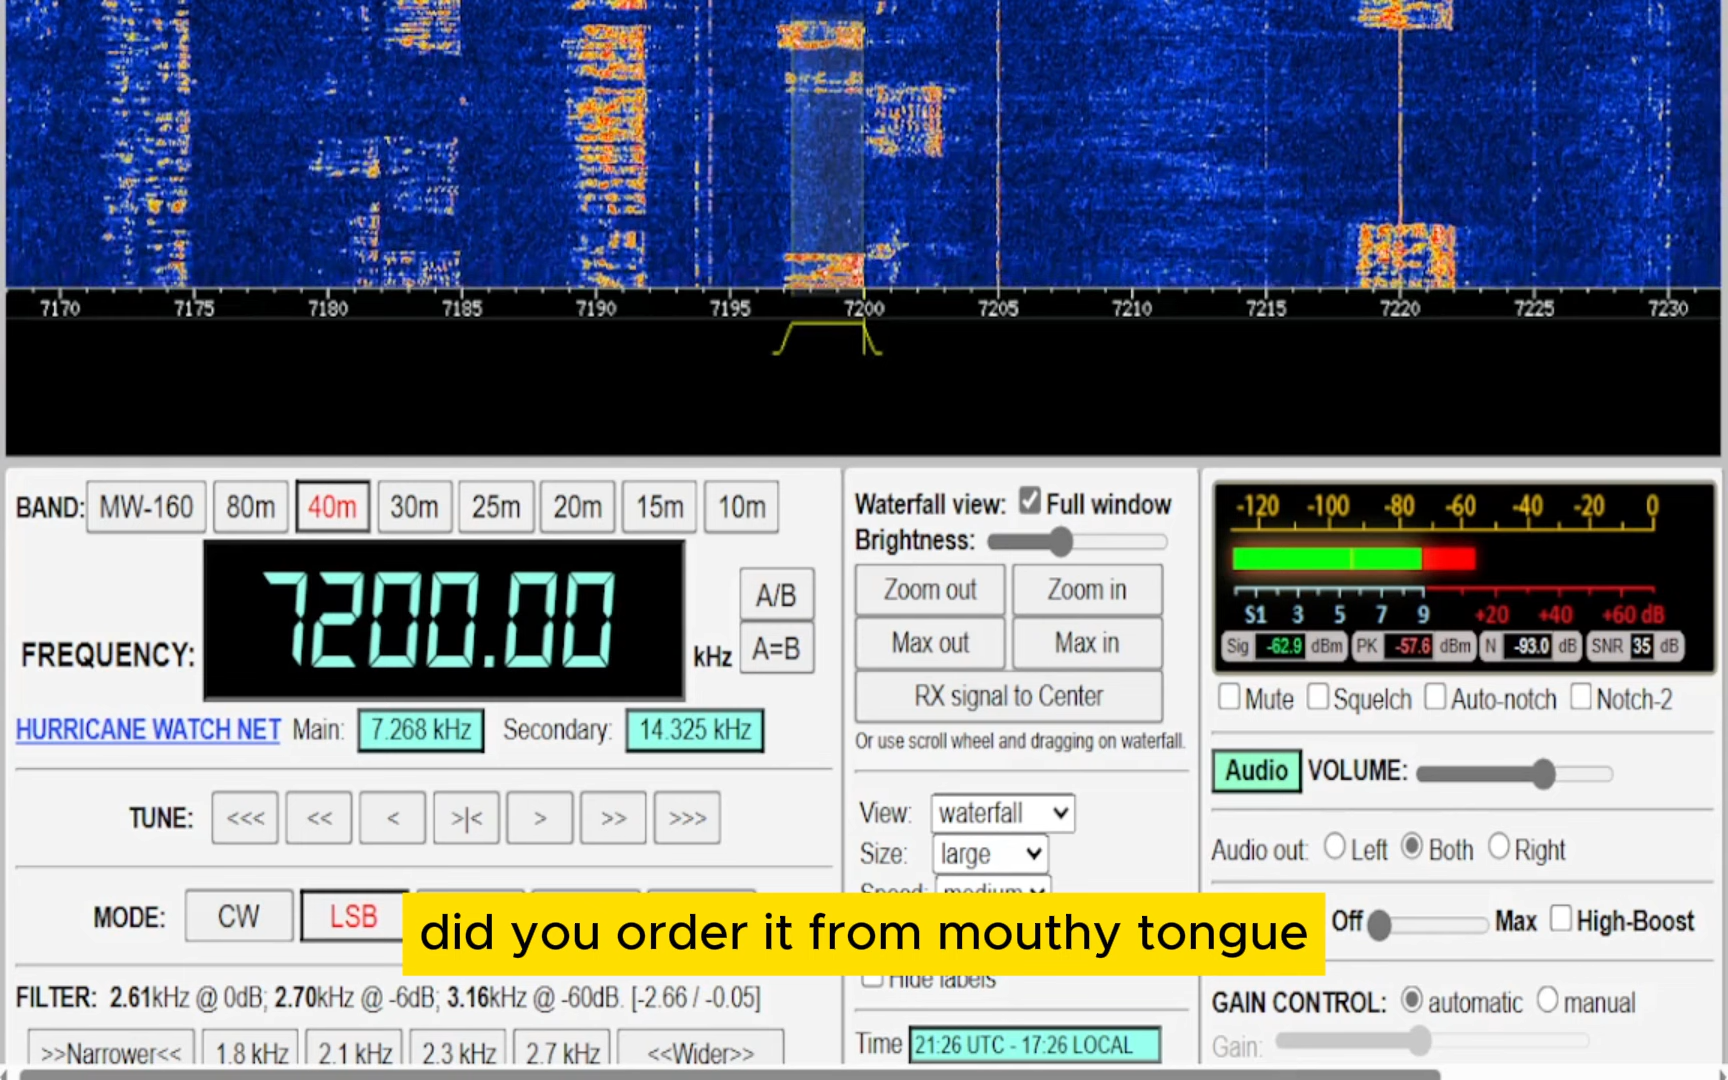 7170 7175 7180 7185 7190 7195 7200 7205 7210 7215 7220 7225 7230
BAND: MW-160 80m 40m 30m 25m 20m 15m 10m
FREQUENCY: 7200.00 kHz
A/B
A=B
HURRICANE WATCH NET Main: 7.268 kHz Secondary: 14.325 kHz
TUNE: <<< << < >|< > >> >>>
MODE: CW LSB
FILTER: 2.61kHz @ 0dB; 2.70kHz @ -6dB; 3.16kHz @ -60dB. [-2.66 / -0.05]
>>Narrower<< 1.8 kHz 2.1 kHz 2.3 kHz 2.7 kHz <<Wider>>
Waterfall view: Full window
Brightness:
Zoom out Zoom in
Max out Max in
RX signal to Center
Or use scroll wheel and dragging on waterfall.
View: waterfall
Size: large
Speed: medium
did you order it from mouthy tongue
Hide labels
Time 21:26 UTC - 17:26 LOCAL
-120 -100 -80 -60 -40 -20 0
S1 3 5 7 9 +20 +40 +60 dB
Sig -62.9 dBm PK -57.6 dBm N -93.0 dB SNR 35 dB
Mute Squelch Auto-notch Notch-2
Audio VOLUME:
Audio out: Left Both Right
Off Max High-Boost
GAIN CONTROL: automatic manual
Gain: